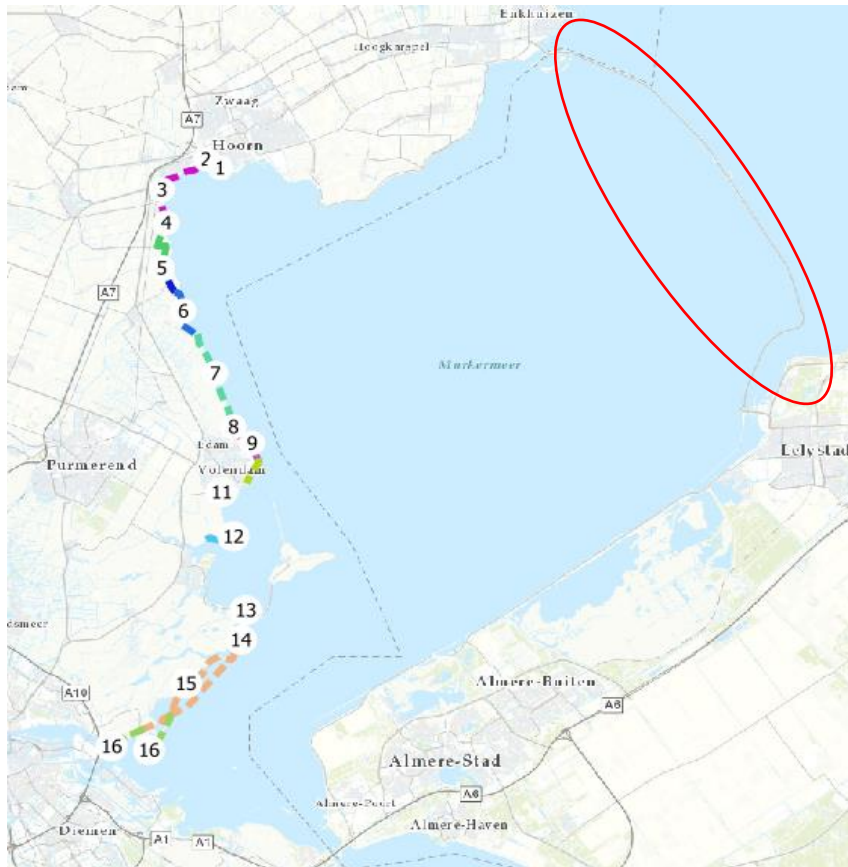 Enkhuizen
Hoogkarspel
Zwaag
A7
Hoorn
2
1
3
4
5
A7
6
Markermeer
7
8
Edam
9
Purmerend
Volendam
Lelystad
11
12
13
14
15
Almere-Buiten
A10
A6
16
16
Almere-Stad
A6
Almere-Poort
Almere-Haven
Diemen
A1
A1